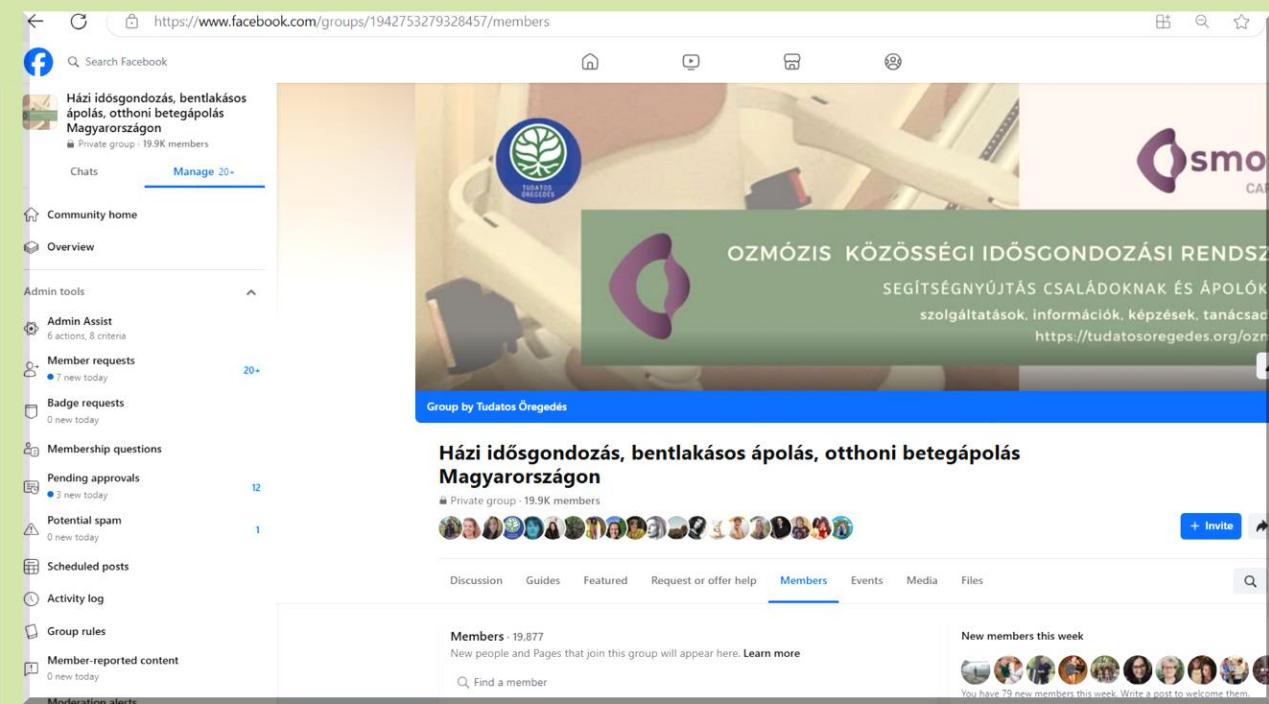 https://www.facebook.com/groups/1942753279328457/members
Search Facebook
Házi idősgondozás, bentlakásos
ápolás, otthoni betegápolás
Magyarországon
Private group · 19.9K members
Chats
Manage 20+
Community home
Overview
Admin tools
Admin Assist
6 actions, 8 criteria
Member requests
7 new today
20+
Badge requests
0 new today
Membership questions
Pending approvals
3 new today
12
Potential spam
0 new today
1
Scheduled posts
Activity log
Group rules
Member-reported content
0 new today
Moderation alerts
TUDATOS
ÖREGEDÉS
smo
CAR
OZMÓZIS KÖZÖSSÉGI IDŐSGONDOZÁSI RENDSZ
SEGÍTSÉGNYÚJTÁS CSALÁDOKNAK ÉS ÁPOLÓK
szolgáltatások, információk, képzések, tanácsad
https://tudatosoregedes.org/ozm
Group by Tudatos Öregedés
Házi idősgondozás, bentlakásos ápolás, otthoni betegápolás
Magyarországon
Private group · 19.9K members
+ Invite
Discussion Guides Featured Request or offer help Members Events Media Files
Members · 19,877
New people and Pages that join this group will appear here. Learn more
Find a member
New members this week
You have 79 new members this week. Write a post to welcome them.